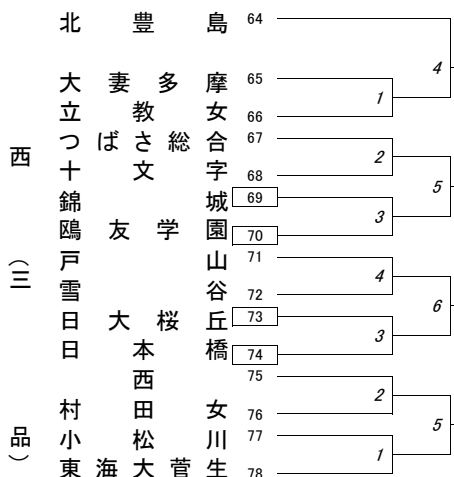 北豊島 64
4
大妻多摩 65
1
立教女 66
つばさ総合 67
2
西
十文字 68
5
錦城 69
3
鴎友学園 70
戸山 71
4
（三
雪谷 72
6
日大桜丘 73
3
日本橋 74
西 75
2
村田女 76
5
品）
小松川 77
1
東海大菅生 78